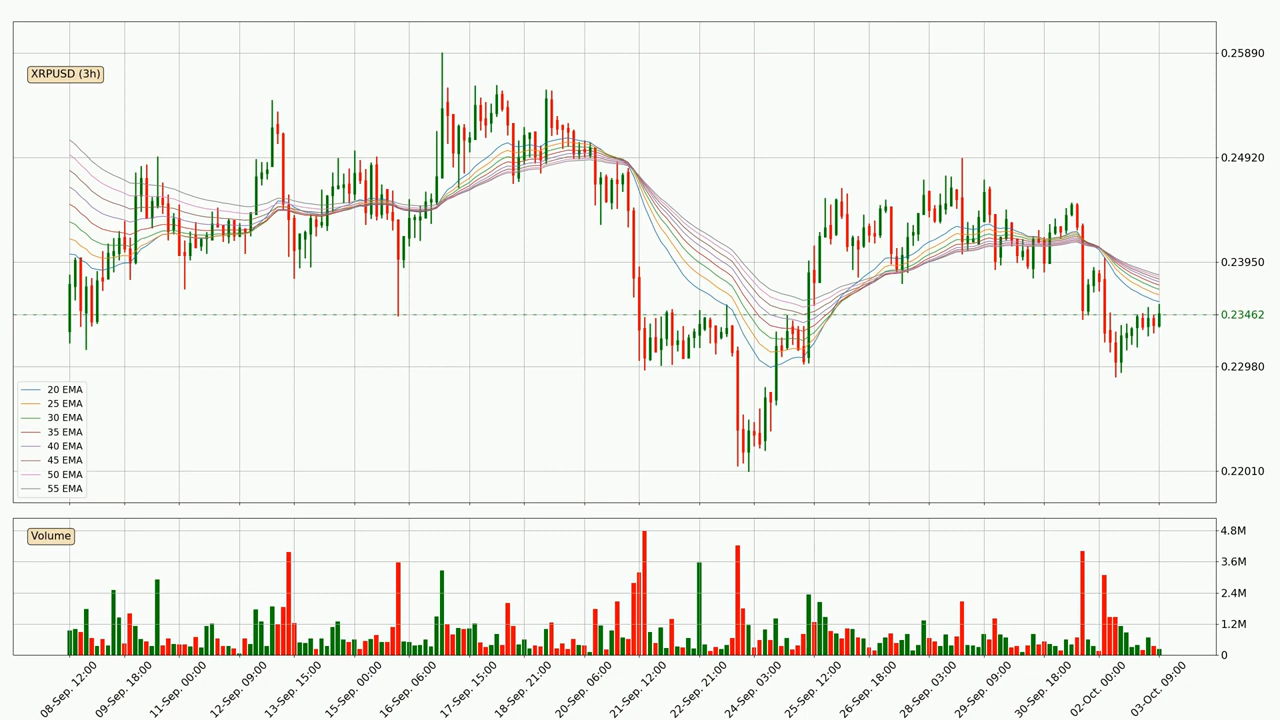 XRPUSD (3h)
0.25890
0.24920
0.23950
0.23462
0.22980
0.22010
20 EMA
25 EMA
30 EMA
35 EMA
40 EMA
45 EMA
50 EMA
55 EMA
Volume
4.8M
3.6M
2.4M
1.2M
0
08-Sep. 12:00
09-Sep. 18:00
11-Sep. 00:00
12-Sep. 09:00
13-Sep. 15:00
15-Sep. 00:00
16-Sep. 06:00
17-Sep. 15:00
18-Sep. 21:00
20-Sep. 06:00
21-Sep. 12:00
22-Sep. 21:00
24-Sep. 03:00
25-Sep. 12:00
26-Sep. 18:00
28-Sep. 03:00
29-Sep. 09:00
30-Sep. 18:00
02-Oct. 00:00
03-Oct. 09:00